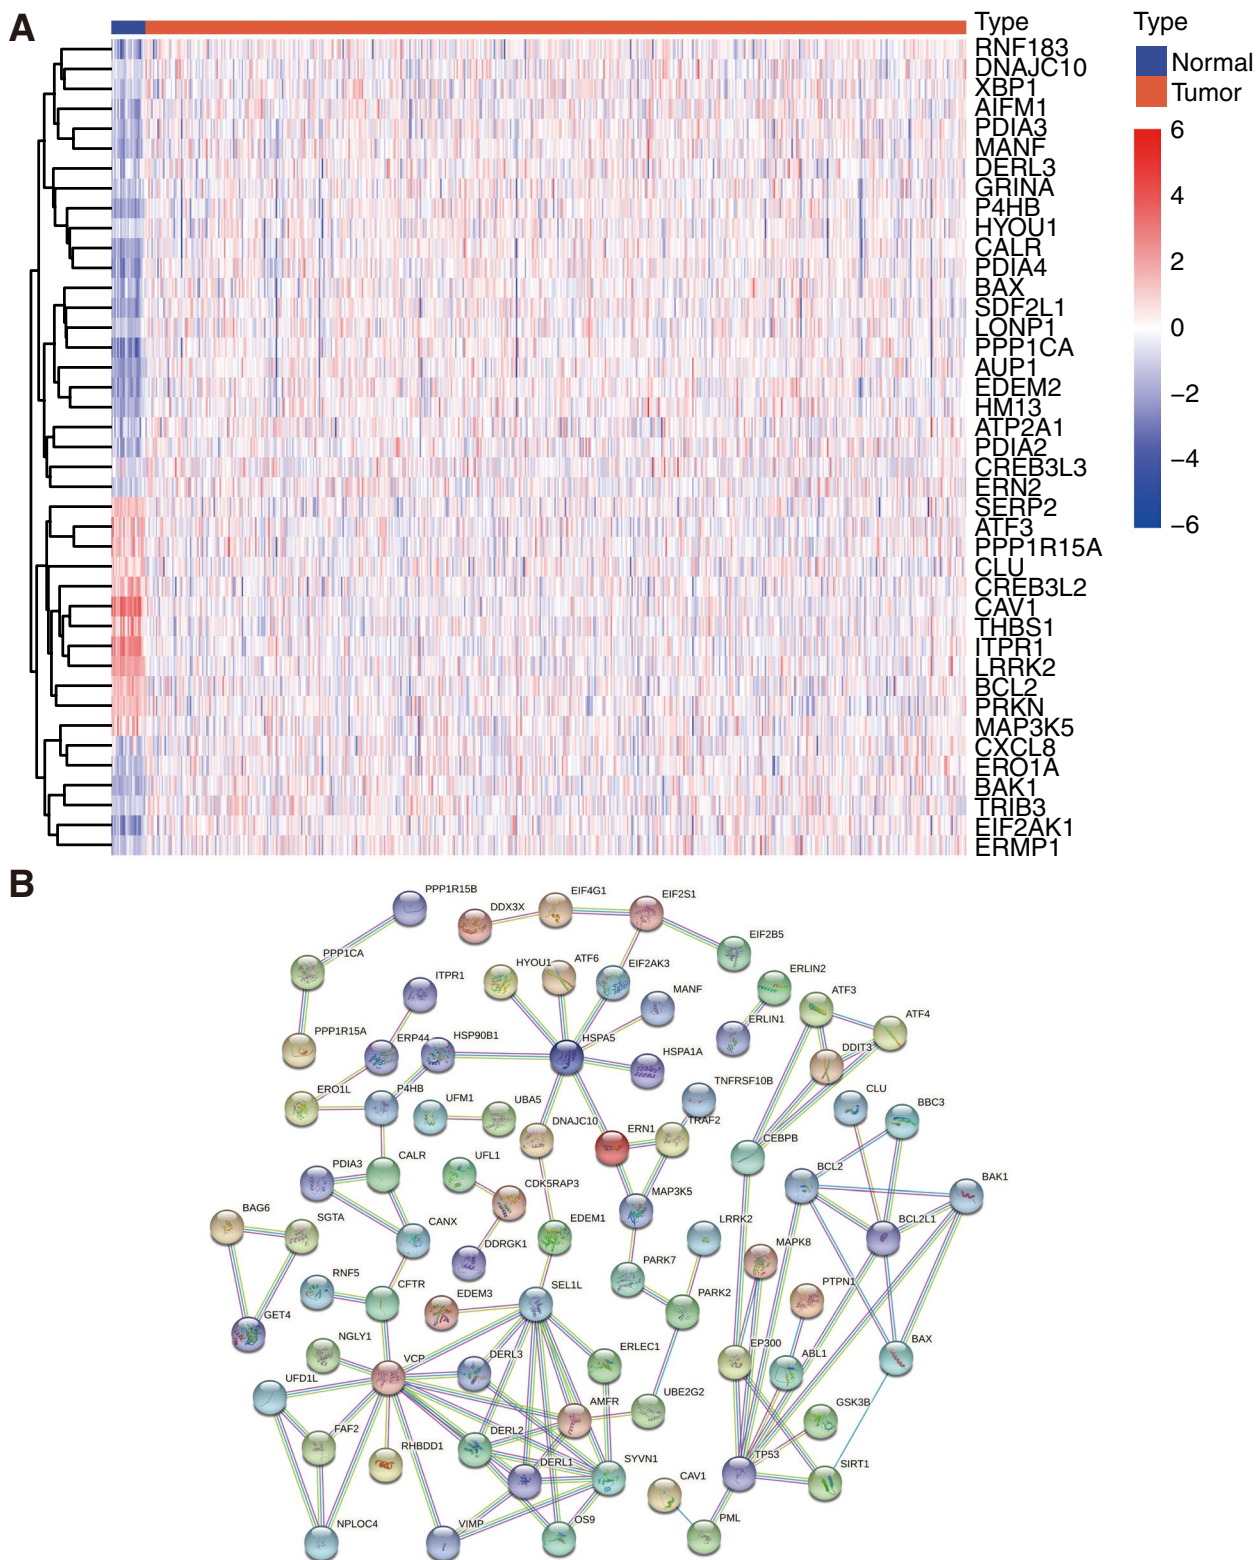 A
Type
RNF183
DNAJC10
XBP1
AIFM1
PDIA3
MANF
DERL3
GRINA
P4HB
HYOU1
CALR
PDIA4
BAX
SDF2L1
LONP1
PPP1CA
AUP1
EDEM2
HM13
ATP2A1
PDIA2
CREB3L3
ERN2
SERP2
ATF3
PPP1R15A
CLU
CREB3L2
CAV1
THBS1
ITPR1
LRRK2
BCL2
PRKN
MAP3K5
CXCL8
ERO1A
BAK1
TRIB3
EIF2AK1
ERMP1
Type
Normal
Tumor
6
4
2
0
−2
−4
−6
B
PPP1R15B
DDX3X
EIF4G1
EIF2S1
EIF2B5
PPP1CA
ITPR1
HYOU1
ATF6
EIF2AK3
MANF
ERLIN2
ATF3
ATF4
PPP1R15A
ERP44
HSP90B1
HSPA5
HSPA1A
ERLIN1
DDIT3
ERO1L
P4HB
UFM1
UBA5
DNAJC10
ERN1
TNFRSF10B
TRAF2
CLU
BBC3
CEBPB
PDIA3
CALR
UFL1
CDK5RAP3
MAP3K5
BCL2
BAK1
BAG6
SGTA
CANX
DDRGK1
EDEM1
LRRK2
BCL2L1
MAPK8
RNF5
CFTR
EDEM3
SEL1L
PARK7
PARK2
PTPN1
GET4
NGLY1
VCP
DERL3
ERLEC1
EP300
ABL1
BAX
UFD1L
FAF2
RHBDD1
DERL2
AMFR
UBE2G2
GSK3B
DERL1
SYVN1
TP53
SIRT1
CAV1
NPLOC4
VIMP
OS9
PML